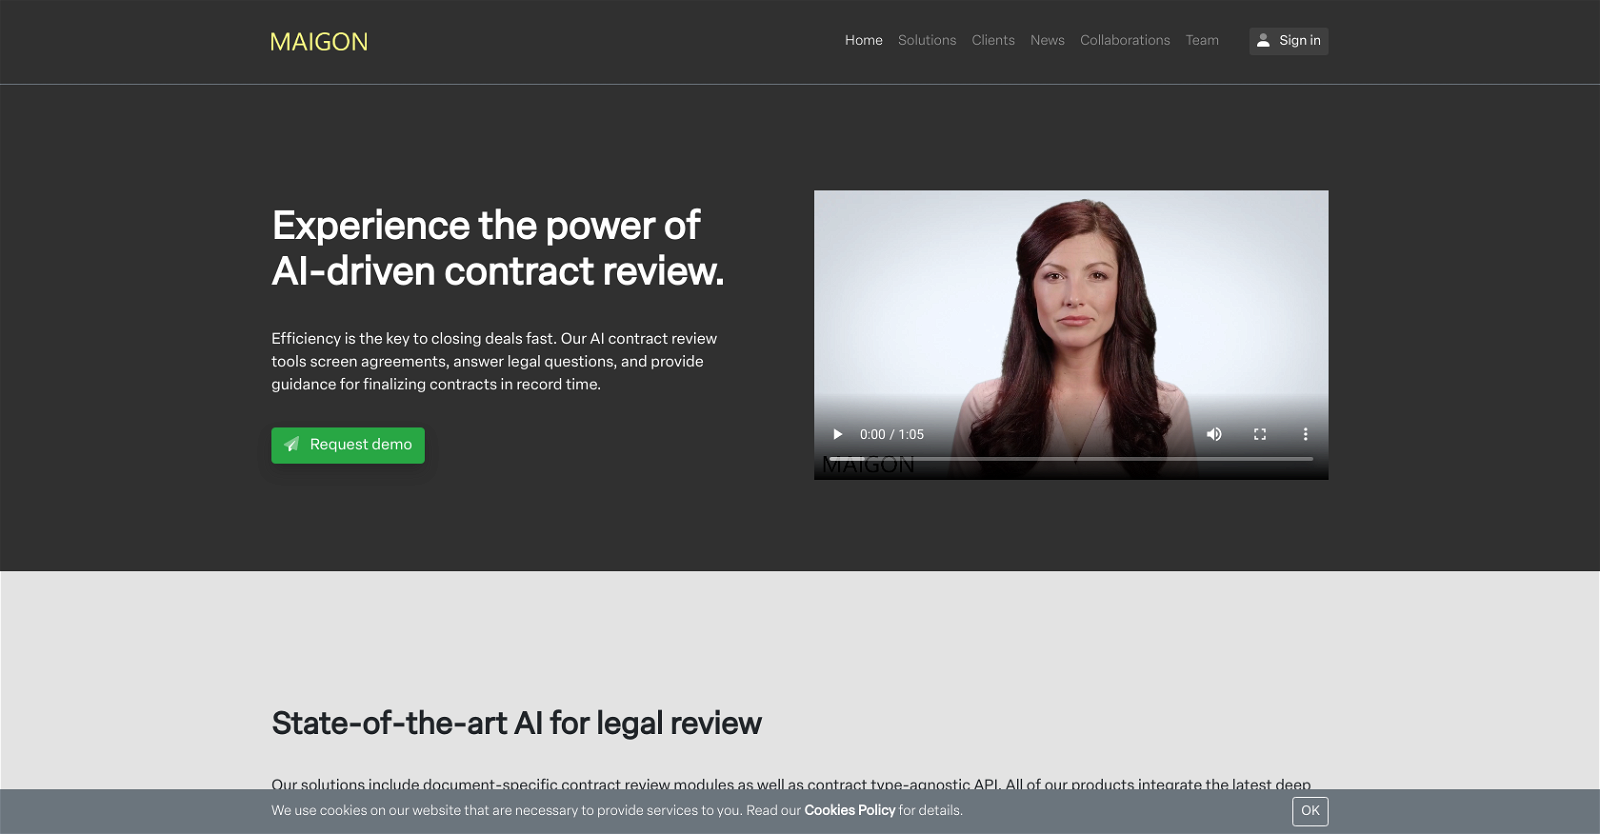 MAIGON
Home Solutions Clients News Collaborations Team Sign in
Experience the power of
AI-driven contract review.
Efficiency is the key to closing deals fast. Our AI contract review
tools screen agreements, answer legal questions, and provide
guidance for finalizing contracts in record time.
Request demo
0:00 / 1:05
MAIGON
State-of-the-art AI for legal review
Our solutions include document-specific contract review modules as well as contract type-agnostic API. All of our products integrate the latest deep
We use cookies on our website that are necessary to provide services to you. Read our Cookies Policy for details.
OK